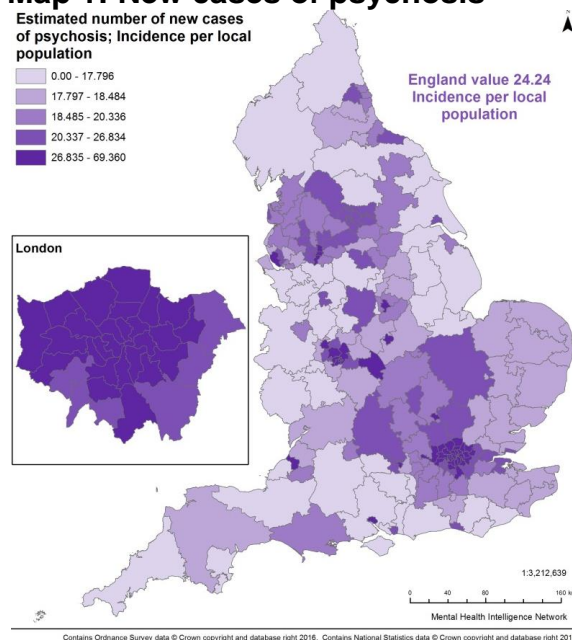 Map 1: New cases of psychosis
Estimated number of new cases
of psychosis; Incidence per local
population
0.00 - 17.796
17.797 - 18.484
18.485 - 20.336
20.337 - 26.834
26.835 - 69.360
England value 24.24
Incidence per local
population
London
1:3,212,639
0 40 80 160
Mental Health Intelligence Network
Contains Ordnance Survey data © Crown copyright and database right 2016. Contains National Statistics data © Crown copyright and database right 201